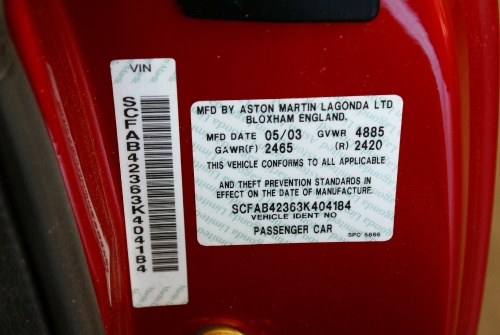 VIN
SCFAB42363K404184
MFD BY ASTON MARTIN LAGONDA LTD
BLOXHAM ENGLAND.
MFD DATE 05/03 GVWR 4885
GAWR(F) 2465 (R) 2420
THIS VEHICLE CONFORMS TO ALL APPLICABLE
AND THEFT PREVENTION STANDARDS IN
EFFECT ON THE DATE OF MANUFACTURE.
SCFAB42363K404184
VEHICLE IDENT NO
PASSENGER CAR
SPC 5866